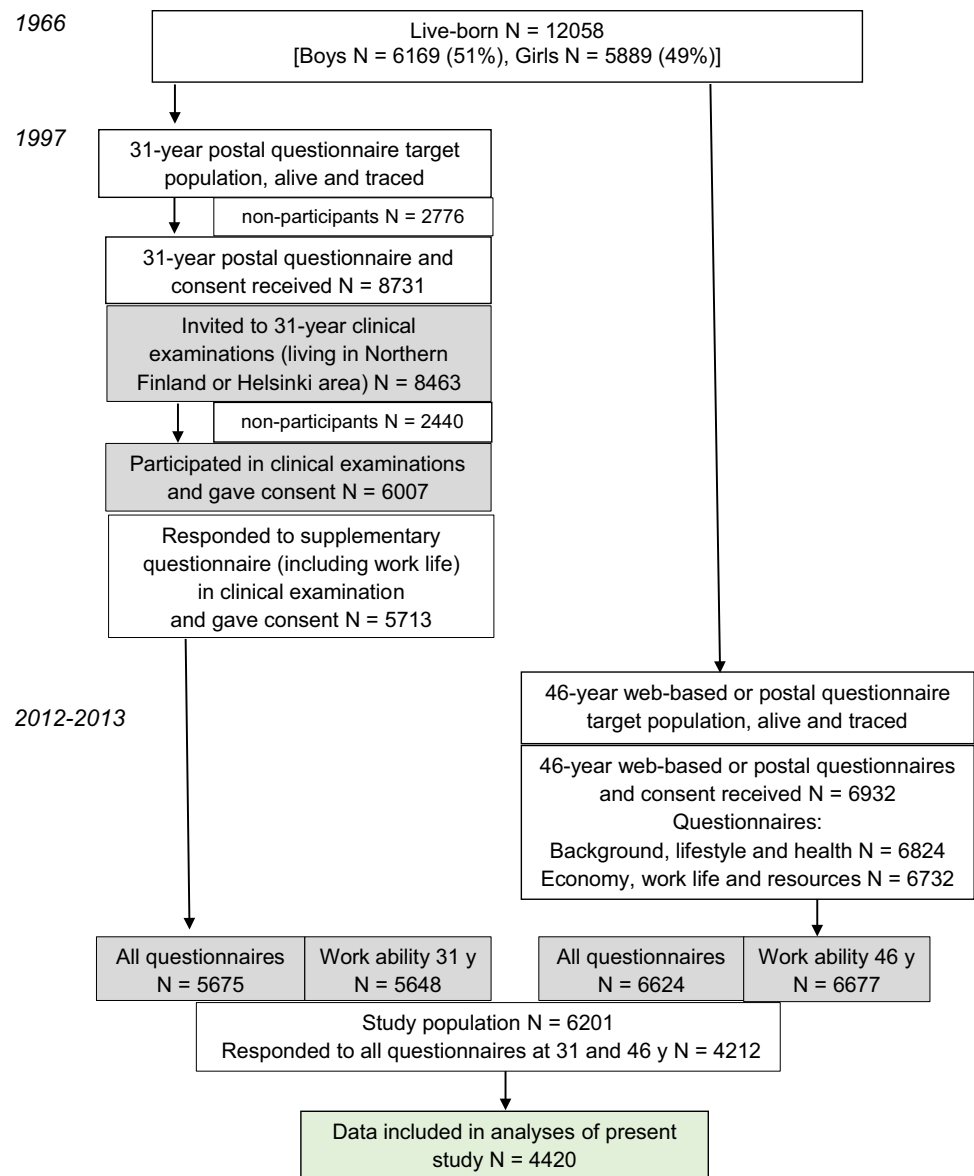 1966
Live-born N = 12058
[Boys N = 6169 (51%), Girls N = 5889 (49%)]
1997
31-year postal questionnaire target
population, alive and traced
non-participants N = 2776
31-year postal questionnaire and
consent received N = 8731
Invited to 31-year clinical
examinations (living in Northern
Finland or Helsinki area) N = 8463
non-participants N = 2440
Participated in clinical examinations
and gave consent N = 6007
Responded to supplementary
questionnaire (including work life)
in clinical examination
and gave consent N = 5713
2012-2013
46-year web-based or postal questionnaire
target population, alive and traced
46-year web-based or postal questionnaires
and consent received N = 6932
Questionnaires:
Background, lifestyle and health N = 6824
Economy, work life and resources N = 6732
All questionnaires
N = 5675
Work ability 31 y
N = 5648
All questionnaires
N = 6624
Work ability 46 y
N = 6677
Study population N = 6201
Responded to all questionnaires at 31 and 46 y N = 4212
Data included in analyses of present
study N = 4420